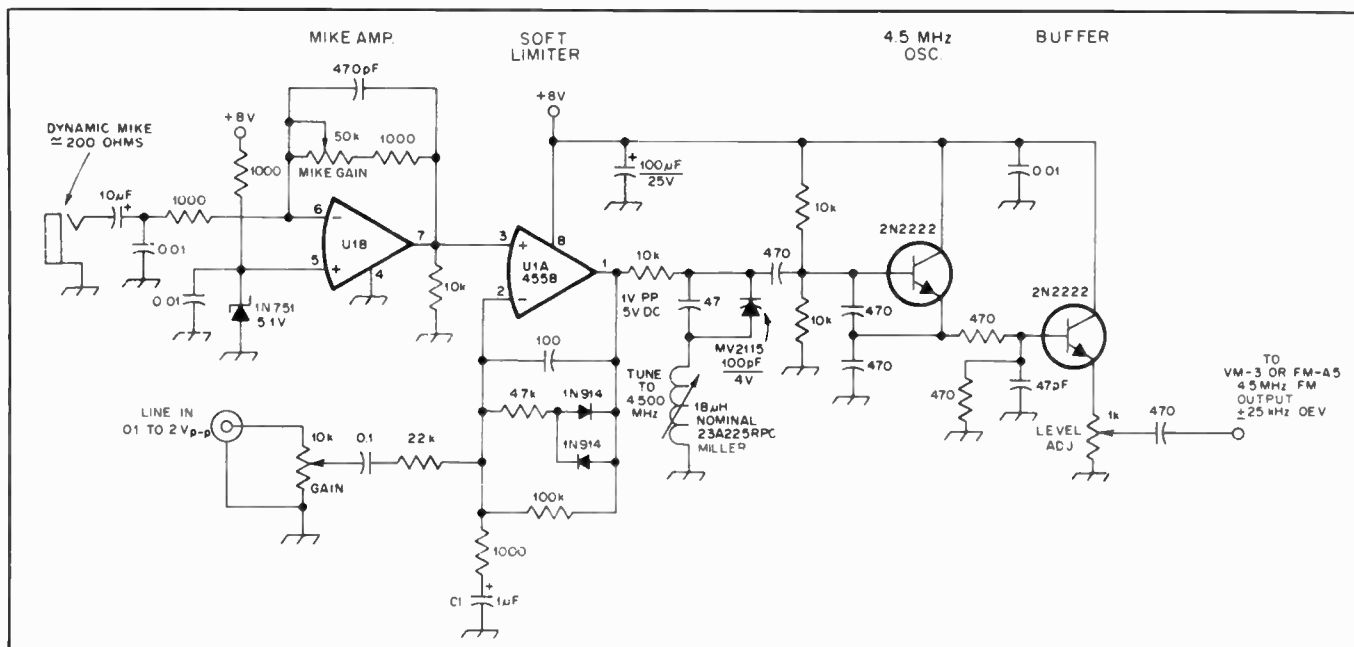 MIKE AMP.
SOFT
LIMITER
4.5 MHz
OSC.
BUFFER
470pF
+8V
+8V
DYNAMIC MIKE
≃200 OHMS
50k
1000
MIKE GAIN
1000
100µF
25V
0.01
10µF
+
1000
0.01
6
-
U1B
7
5
+
4
0.01
1N751
5.1V
10k
3
+
8
U1A
4558
1
2
-
10k
1V PP
5V DC
47
MV2115
100pF
4V
470
10k
10k
2N2222
470
470
470
470
47pF
2N2222
1k
LEVEL
ADJ
470
TO
VM-3 OR FM-A5
4.5MHz FM
OUTPUT
±25kHz DEV
TUNE
TO
4.500
MHz
18µH
NOMINAL
23A225RPC
MILLER
100
47k
1N914
1N914
100k
LINE IN
0.1 TO 2Vp-p
10k
GAIN
0.1
22k
1000
C1
+
1µF